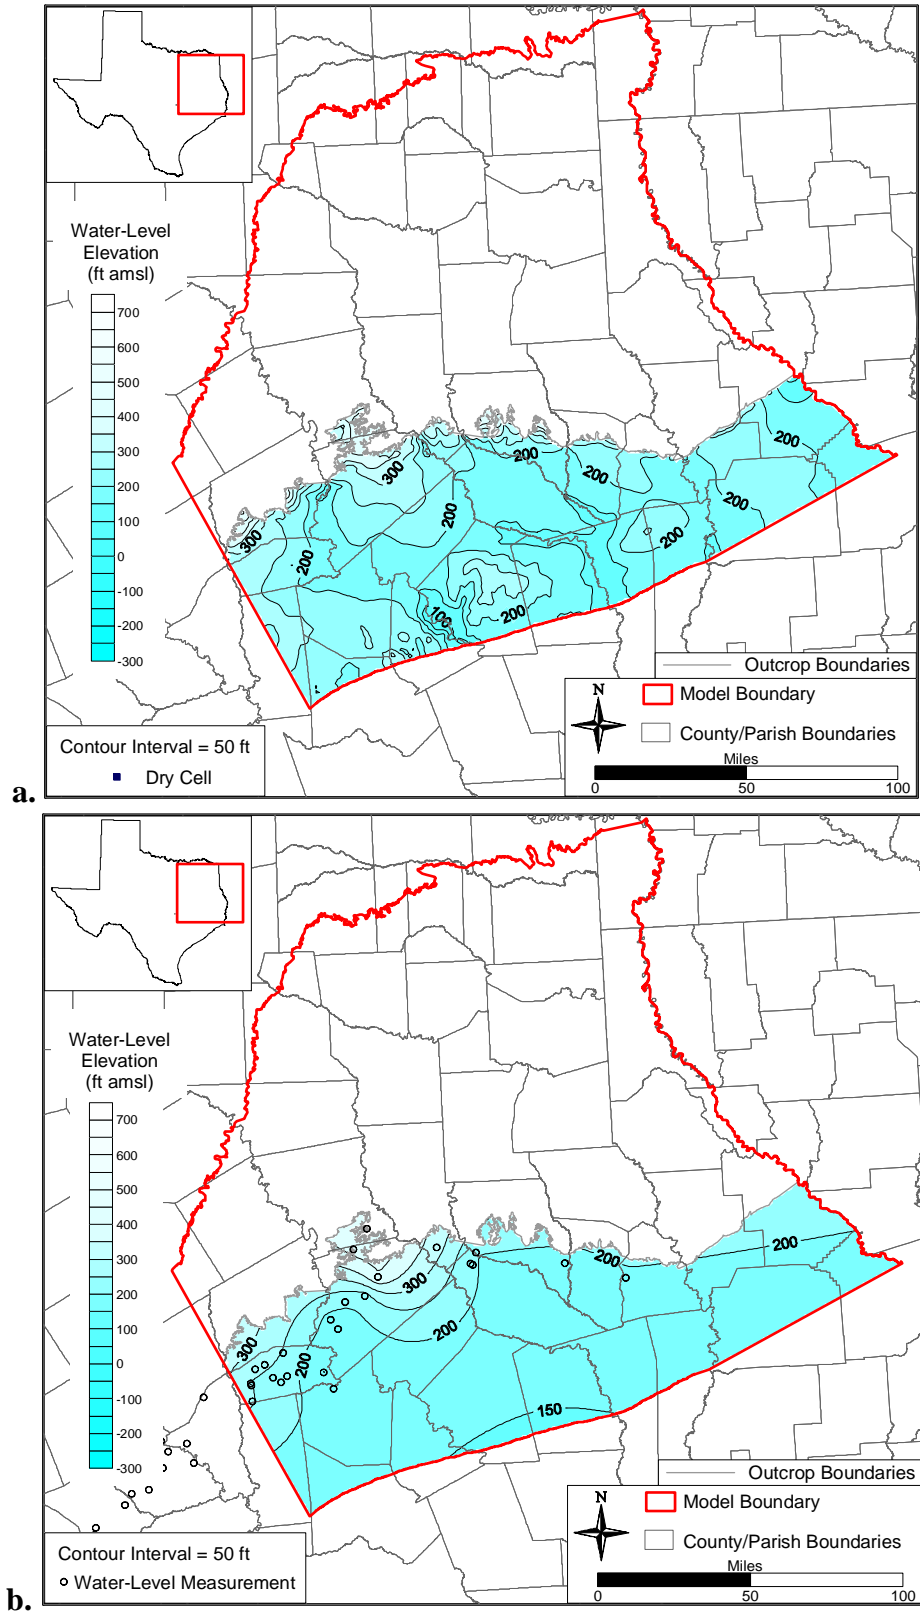 Water-Level
Elevation
(ft amsl)
700
600
500
400
300
200
100
0
-100
-200
-300
300
200
200
200
200
200
200
300
200
100
200
Outcrop Boundaries
N
Model Boundary
County/Parish Boundaries
Miles
0 50 100
Contour Interval = 50 ft
Dry Cell
a.
Water-Level
Elevation
(ft amsl)
700
600
500
400
300
200
100
0
-100
-200
-300
200
200
300
200
300
200
150
Outcrop Boundaries
N
Model Boundary
County/Parish Boundaries
Miles
0 50 100
Contour Interval = 50 ft
Water-Level Measurement
b.